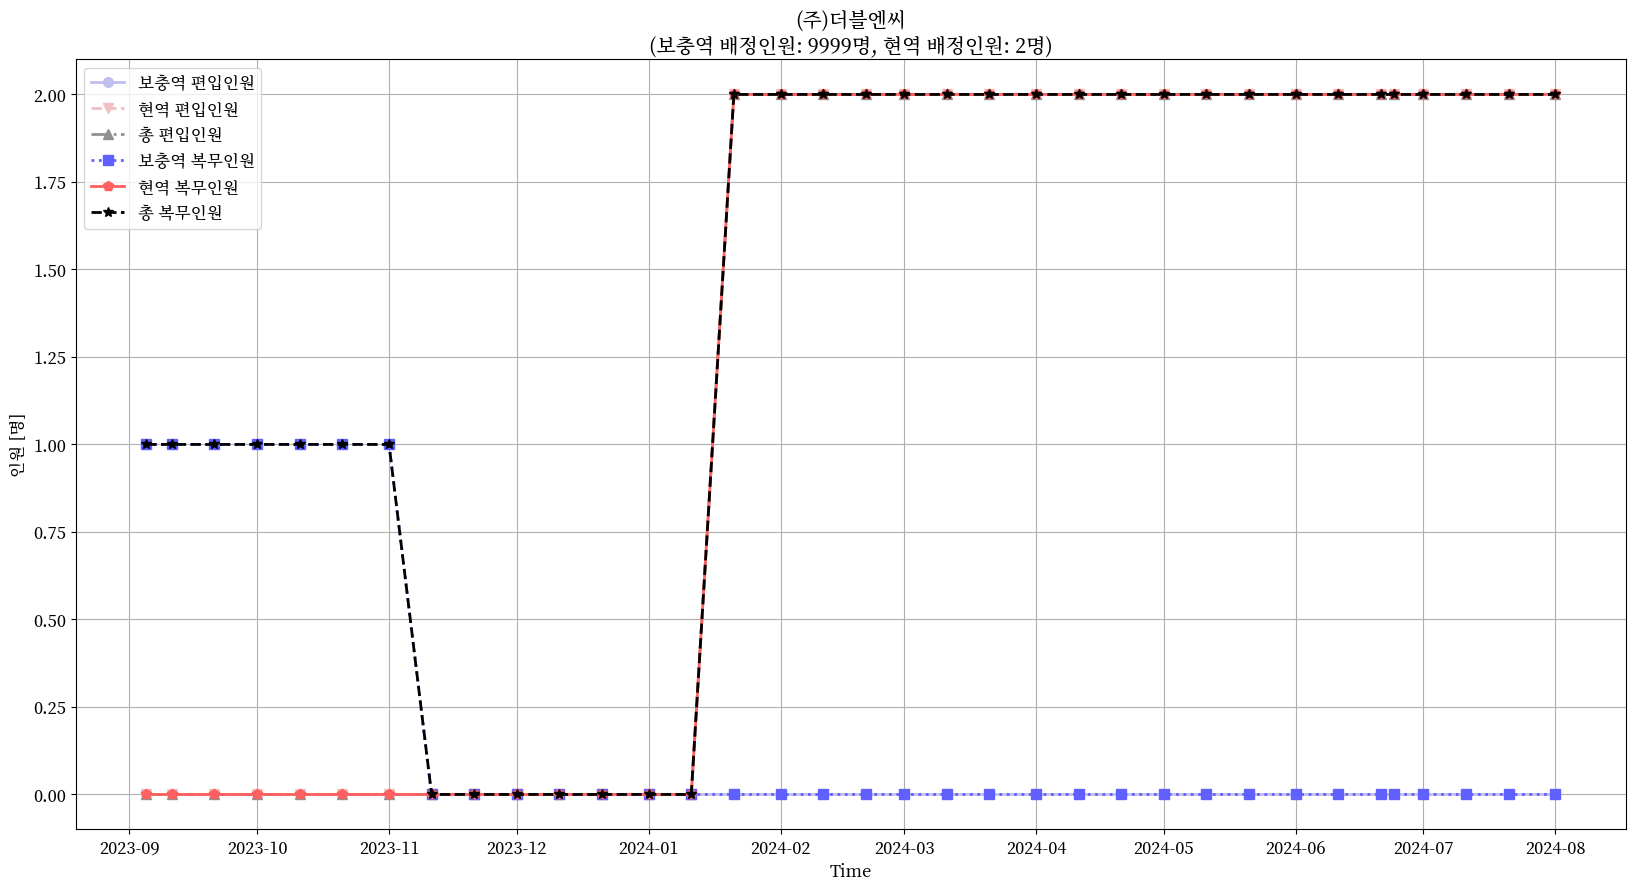 (주)더블엔씨
(보충역 배정인원: 9999명, 현역 배정인원: 2명)
보충역 편입인원
현역 편입인원
총 편입인원
보충역 복무인원
현역 복무인원
총 복무인원
인원 [명]
2.00
1.75
1.50
1.25
1.00
0.75
0.50
0.25
0.00
2023-09 2023-10 2023-11 2023-12 2024-01 2024-02 2024-03 2024-04 2024-05 2024-06 2024-07 2024-08
Time